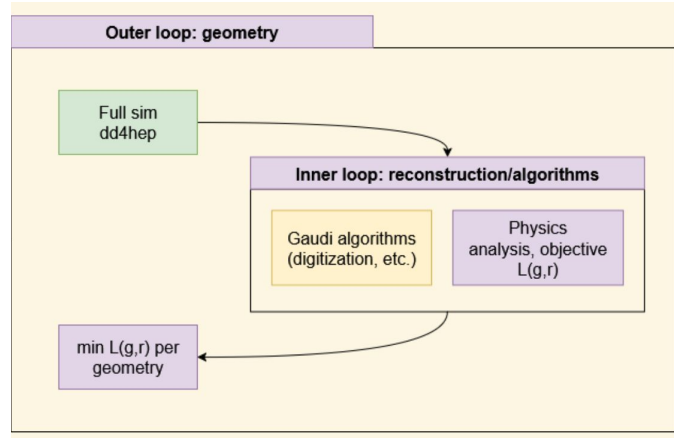 Outer loop: geometry
Full sim
dd4hep
Inner loop: reconstruction/algorithms
Gaudi algorithms
(digitization, etc.)
Physics
analysis, objective
L(g,r)
min L(g,r) per
geometry